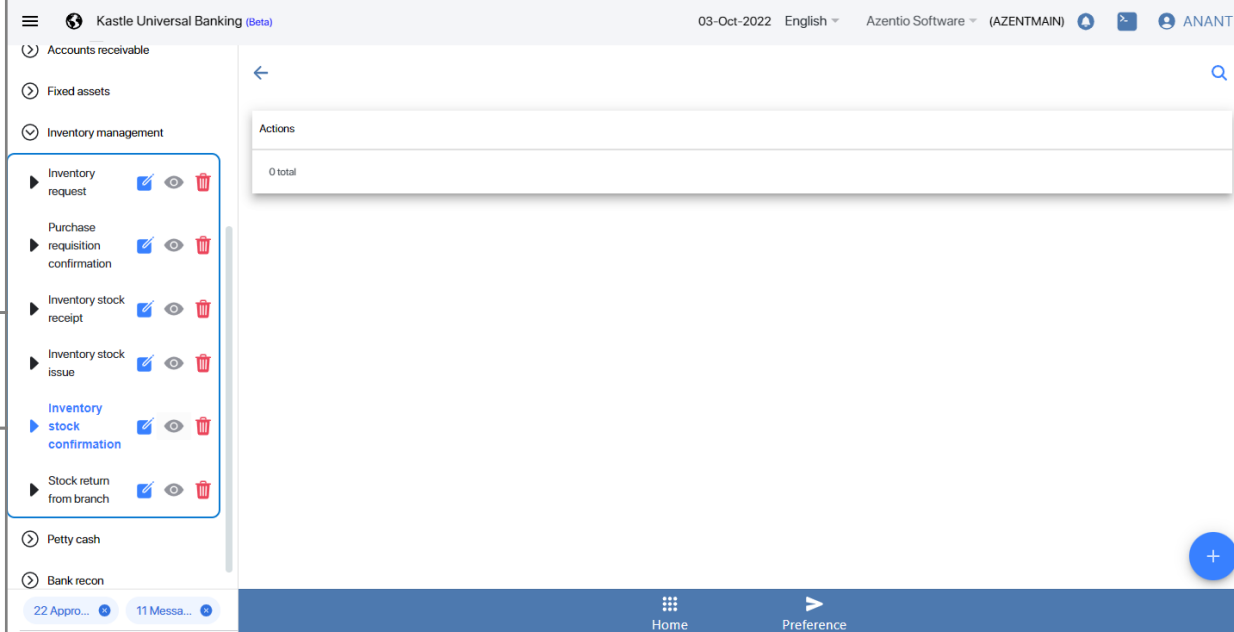 Kastle Universal Banking (Beta)
03-Oct-2022 English Azentio Software (AZENTMAIN) ANANT
Accounts receivable
Fixed assets
Inventory management
Inventory
request
Purchase
requisition
confirmation
Inventory stock
receipt
Inventory stock
issue
Inventory
stock
confirmation
Stock return
from branch
Petty cash
Bank recon
22 Appro...
11 Messa...
Actions
0 total
Home
Preference